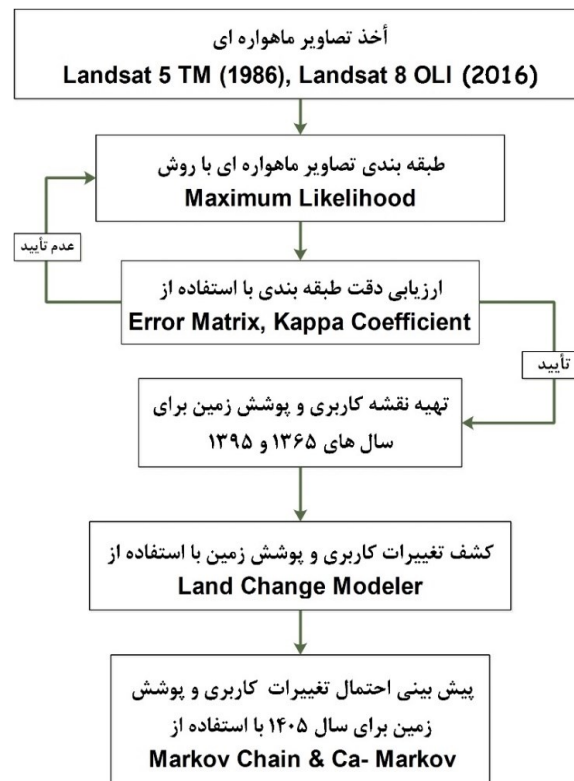 أخذ تصاویر ماهواره ای
Landsat 5 TM (1986), Landsat 8 OLI (2016)
طبقه بندی تصاویر ماهواره ای با روش
Maximum Likelihood
عدم تأیید
ارزیابی دقت طبقه بندی با استفاده از
Error Matrix, Kappa Coefficient
تأیید
تهیه نقشه کاربری و پوشش زمین برای
سال های ۱۳۶۵ و ۱۳۹۵
کشف تغییرات کاربری و پوشش زمین با استفاده از
Land Change Modeler
پیش بینی احتمال تغییرات کاربری و پوشش
زمین برای سال ۱۴۰۵ با استفاده از
Markov Chain & Ca- Markov